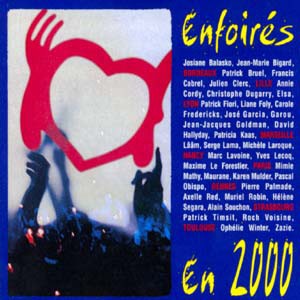 Enfoirés
Josiane Balasko, Jean-Marie Bigard,
BORDEAUX Patrick Bruel, Francis
Cabrel, Julien Clerc, LILLE Annie
Cordy, Christophe Dugarry, Elsa,
LYON Patrick Fiori, Liane Foly, Carole
Fredericks, José Garcia, Garou,
Jean-Jacques Goldman, David
Hallyday, Patricia Kaas, MARSEILLE
Lââm, Serge Lama, Michèle Laroque,
NANCY Marc Lavoine, Yves Lecoq,
Maxime Le Forestier, PARIS Mimie
Mathy, Maurane, Karen Mulder, Pascal
Obispo, RENNES Pierre Palmade,
Axelle Red, Muriel Robin, Hélène
Segara, Alain Souchon, STRASBOURG
Patrick Timsit, Roch Voisine,
TOULOUSE Ophélie Winter, Zazie.
En 2000